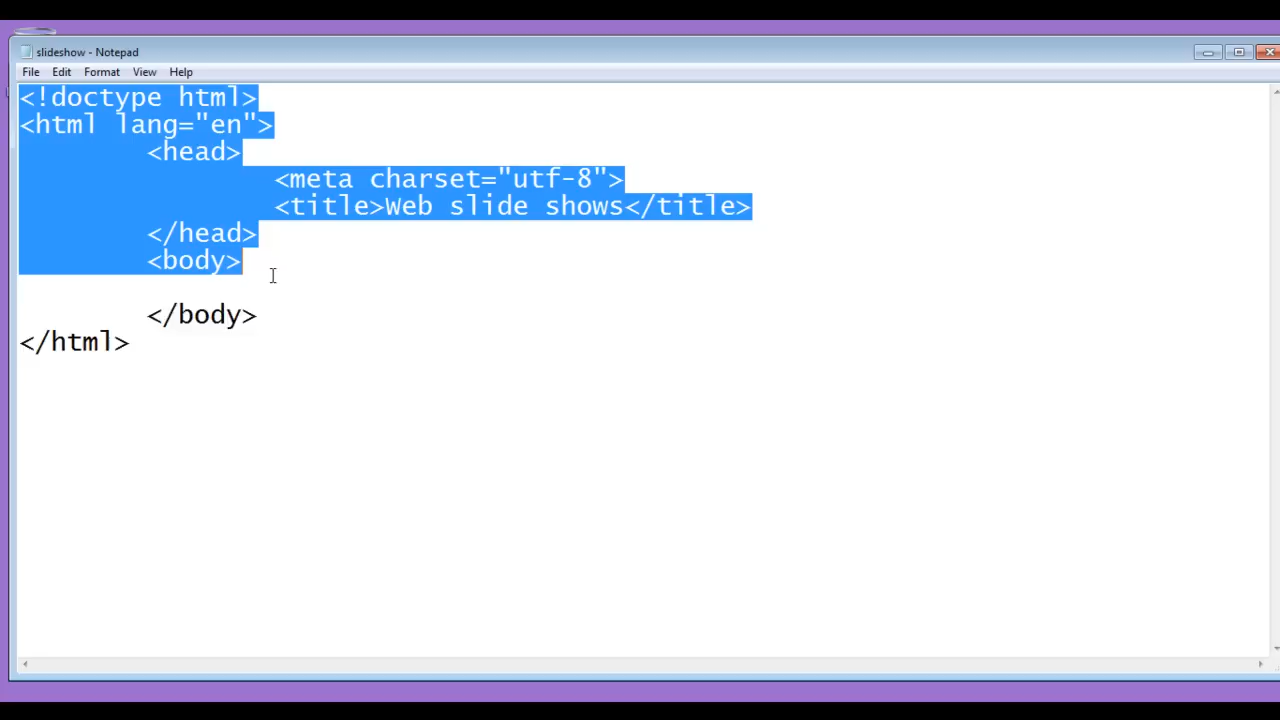 slideshow - Notepad
File Edit Format View Help
<!doctype html>
<html lang="en">
<head>
<meta charset="utf-8">
<title>Web slide shows</title>
</head>
<body>
</body>
</html>